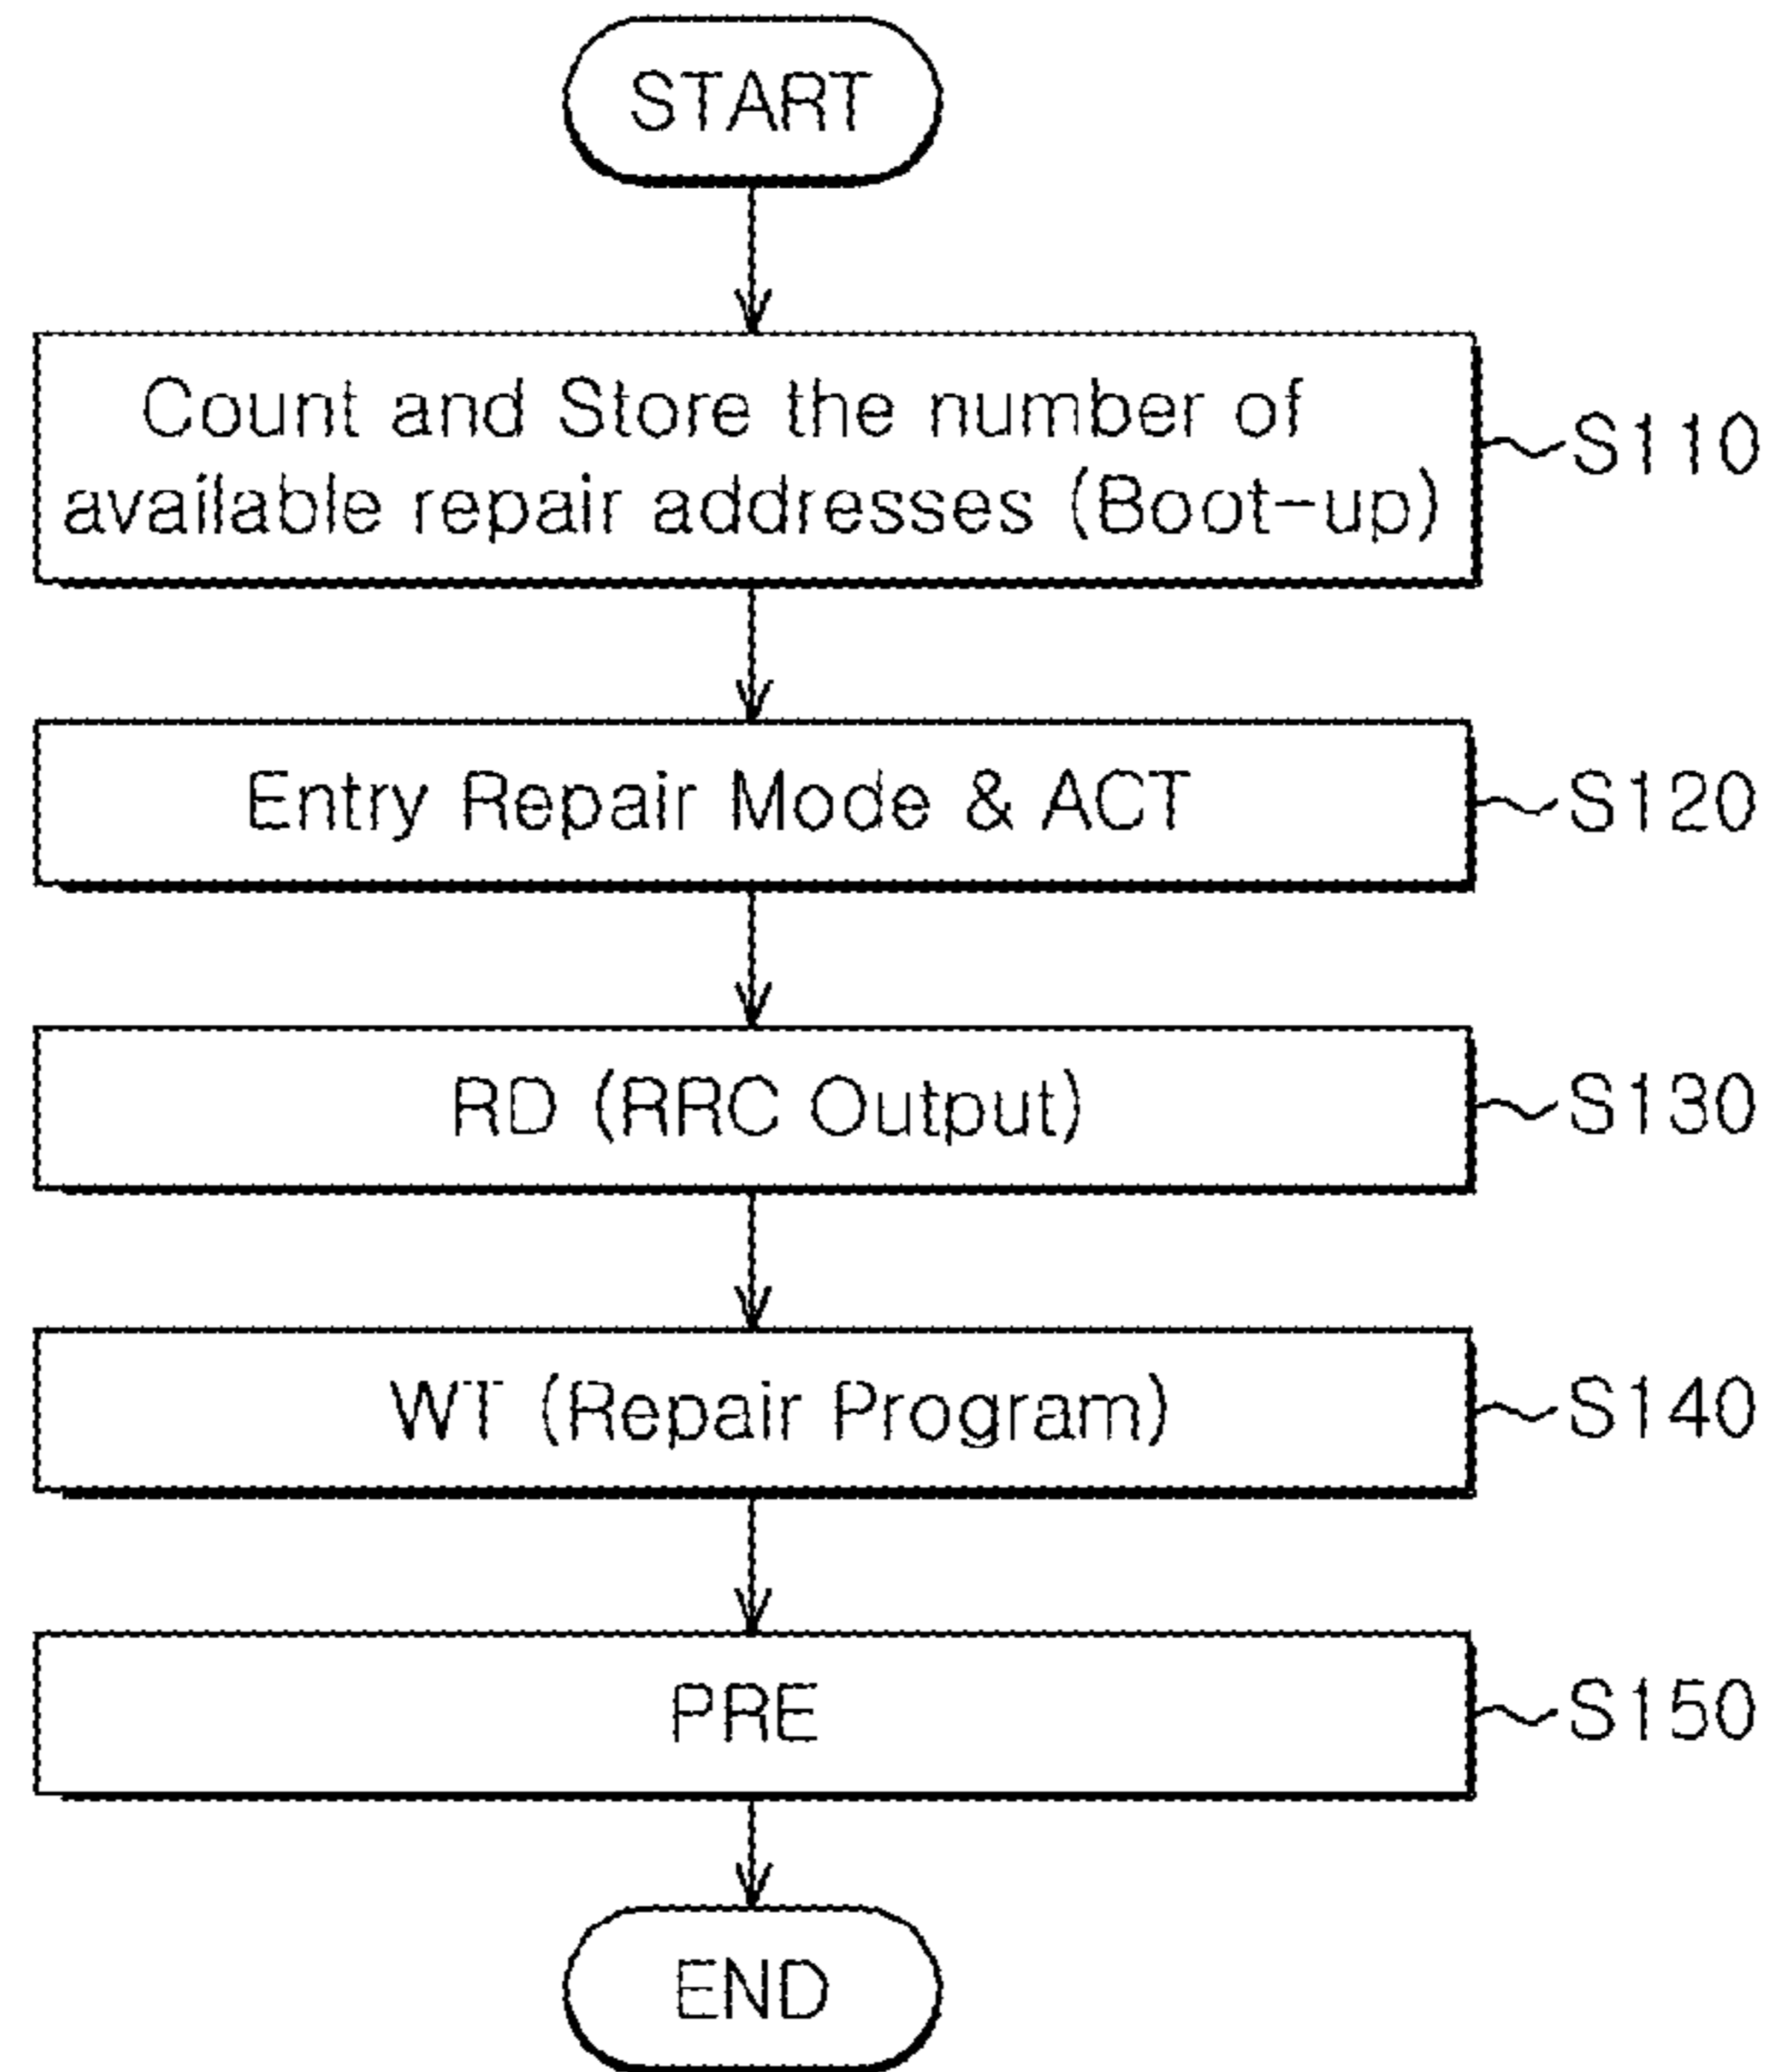 START
Count and Store the number of
available repair addresses (Boot-up)
S110
Entry Repair Mode & ACT
S120
RD (RRC Output)
S130
WT (Repair Program)
S140
PRE
S150
END